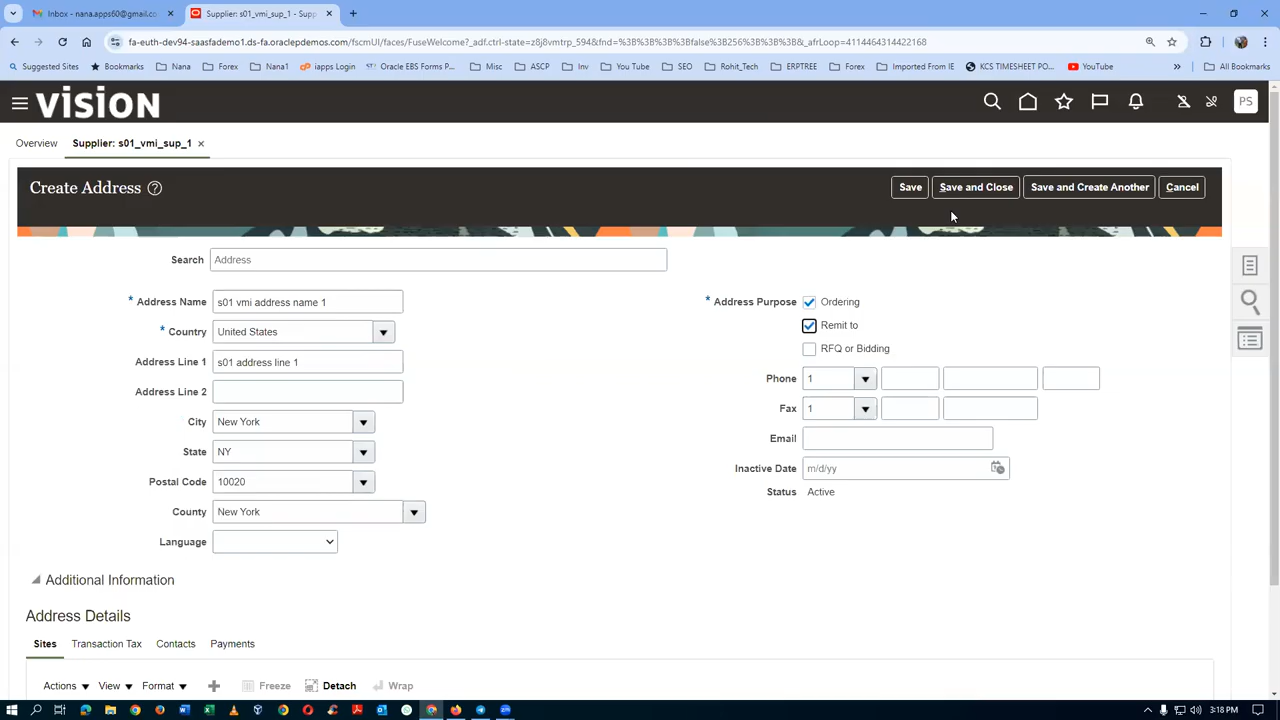 Inbox - nana.apps60@gmail.co
Supplier: s01_vmi_sup_1 - Suppl
fa-euth-dev94-saasfademo1.ds-fa.oraclepdemos.com/fscmUI/faces/FuseWelcome?_adf.ctrl-state=z8j8vmtrp_594&fnd=%3B%3B%3B%3Bfalse%3B256%3B%3B%3B&_afrLoop=4114464314422168
Suggested Sites
Bookmarks
Nana
Forex
Nana1
iapps Login
Oracle EBS Forms P...
Misc
ASCP
Inv
You Tube
SEO
Rohit_Tech
ERPTREE
Forex
Imported From IE
KCS TIMESHEET PO...
YouTube
»
All Bookmarks
VISION
PS
Overview
Supplier: s01_vmi_sup_1
Create Address
Save
Save and Close
Save and Create Another
Cancel
Search Address
* Address Name s01 vmi address name 1
* Country United States
Address Line 1 s01 address line 1
Address Line 2
City New York
State NY
Postal Code 10020
County New York
Language
* Address Purpose Ordering
Remit to
RFQ or Bidding
Phone 1
Fax 1
Email
Inactive Date m/d/yy
Status Active
Additional Information
Address Details
Sites
Transaction Tax
Contacts
Payments
Actions
View
Format
Freeze
Detach
Wrap
3:18 PM